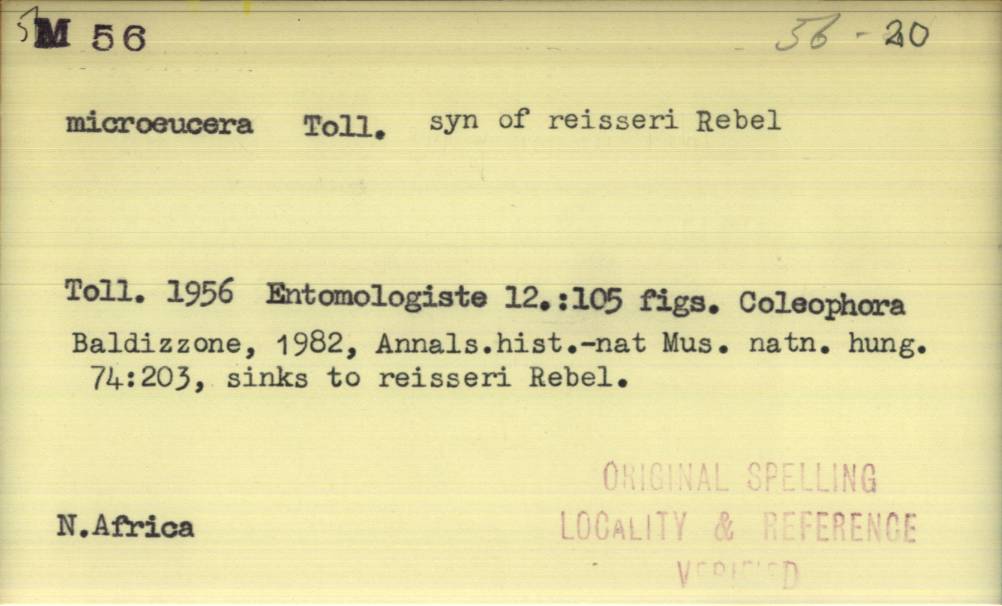 M 56 56 - 20
microeucera Toll. syn of reisseri Rebel
Toll. 1956 Entomologiste 12.:105 figs. Coleophora
Baldizzone, 1982, Annals.hist.-nat Mus. natn. hung.
74:203, sinks to reisseri Rebel.
ORIGINAL SPELLING
N.Africa
LOCALITY & REFERENCE
VERIFIED